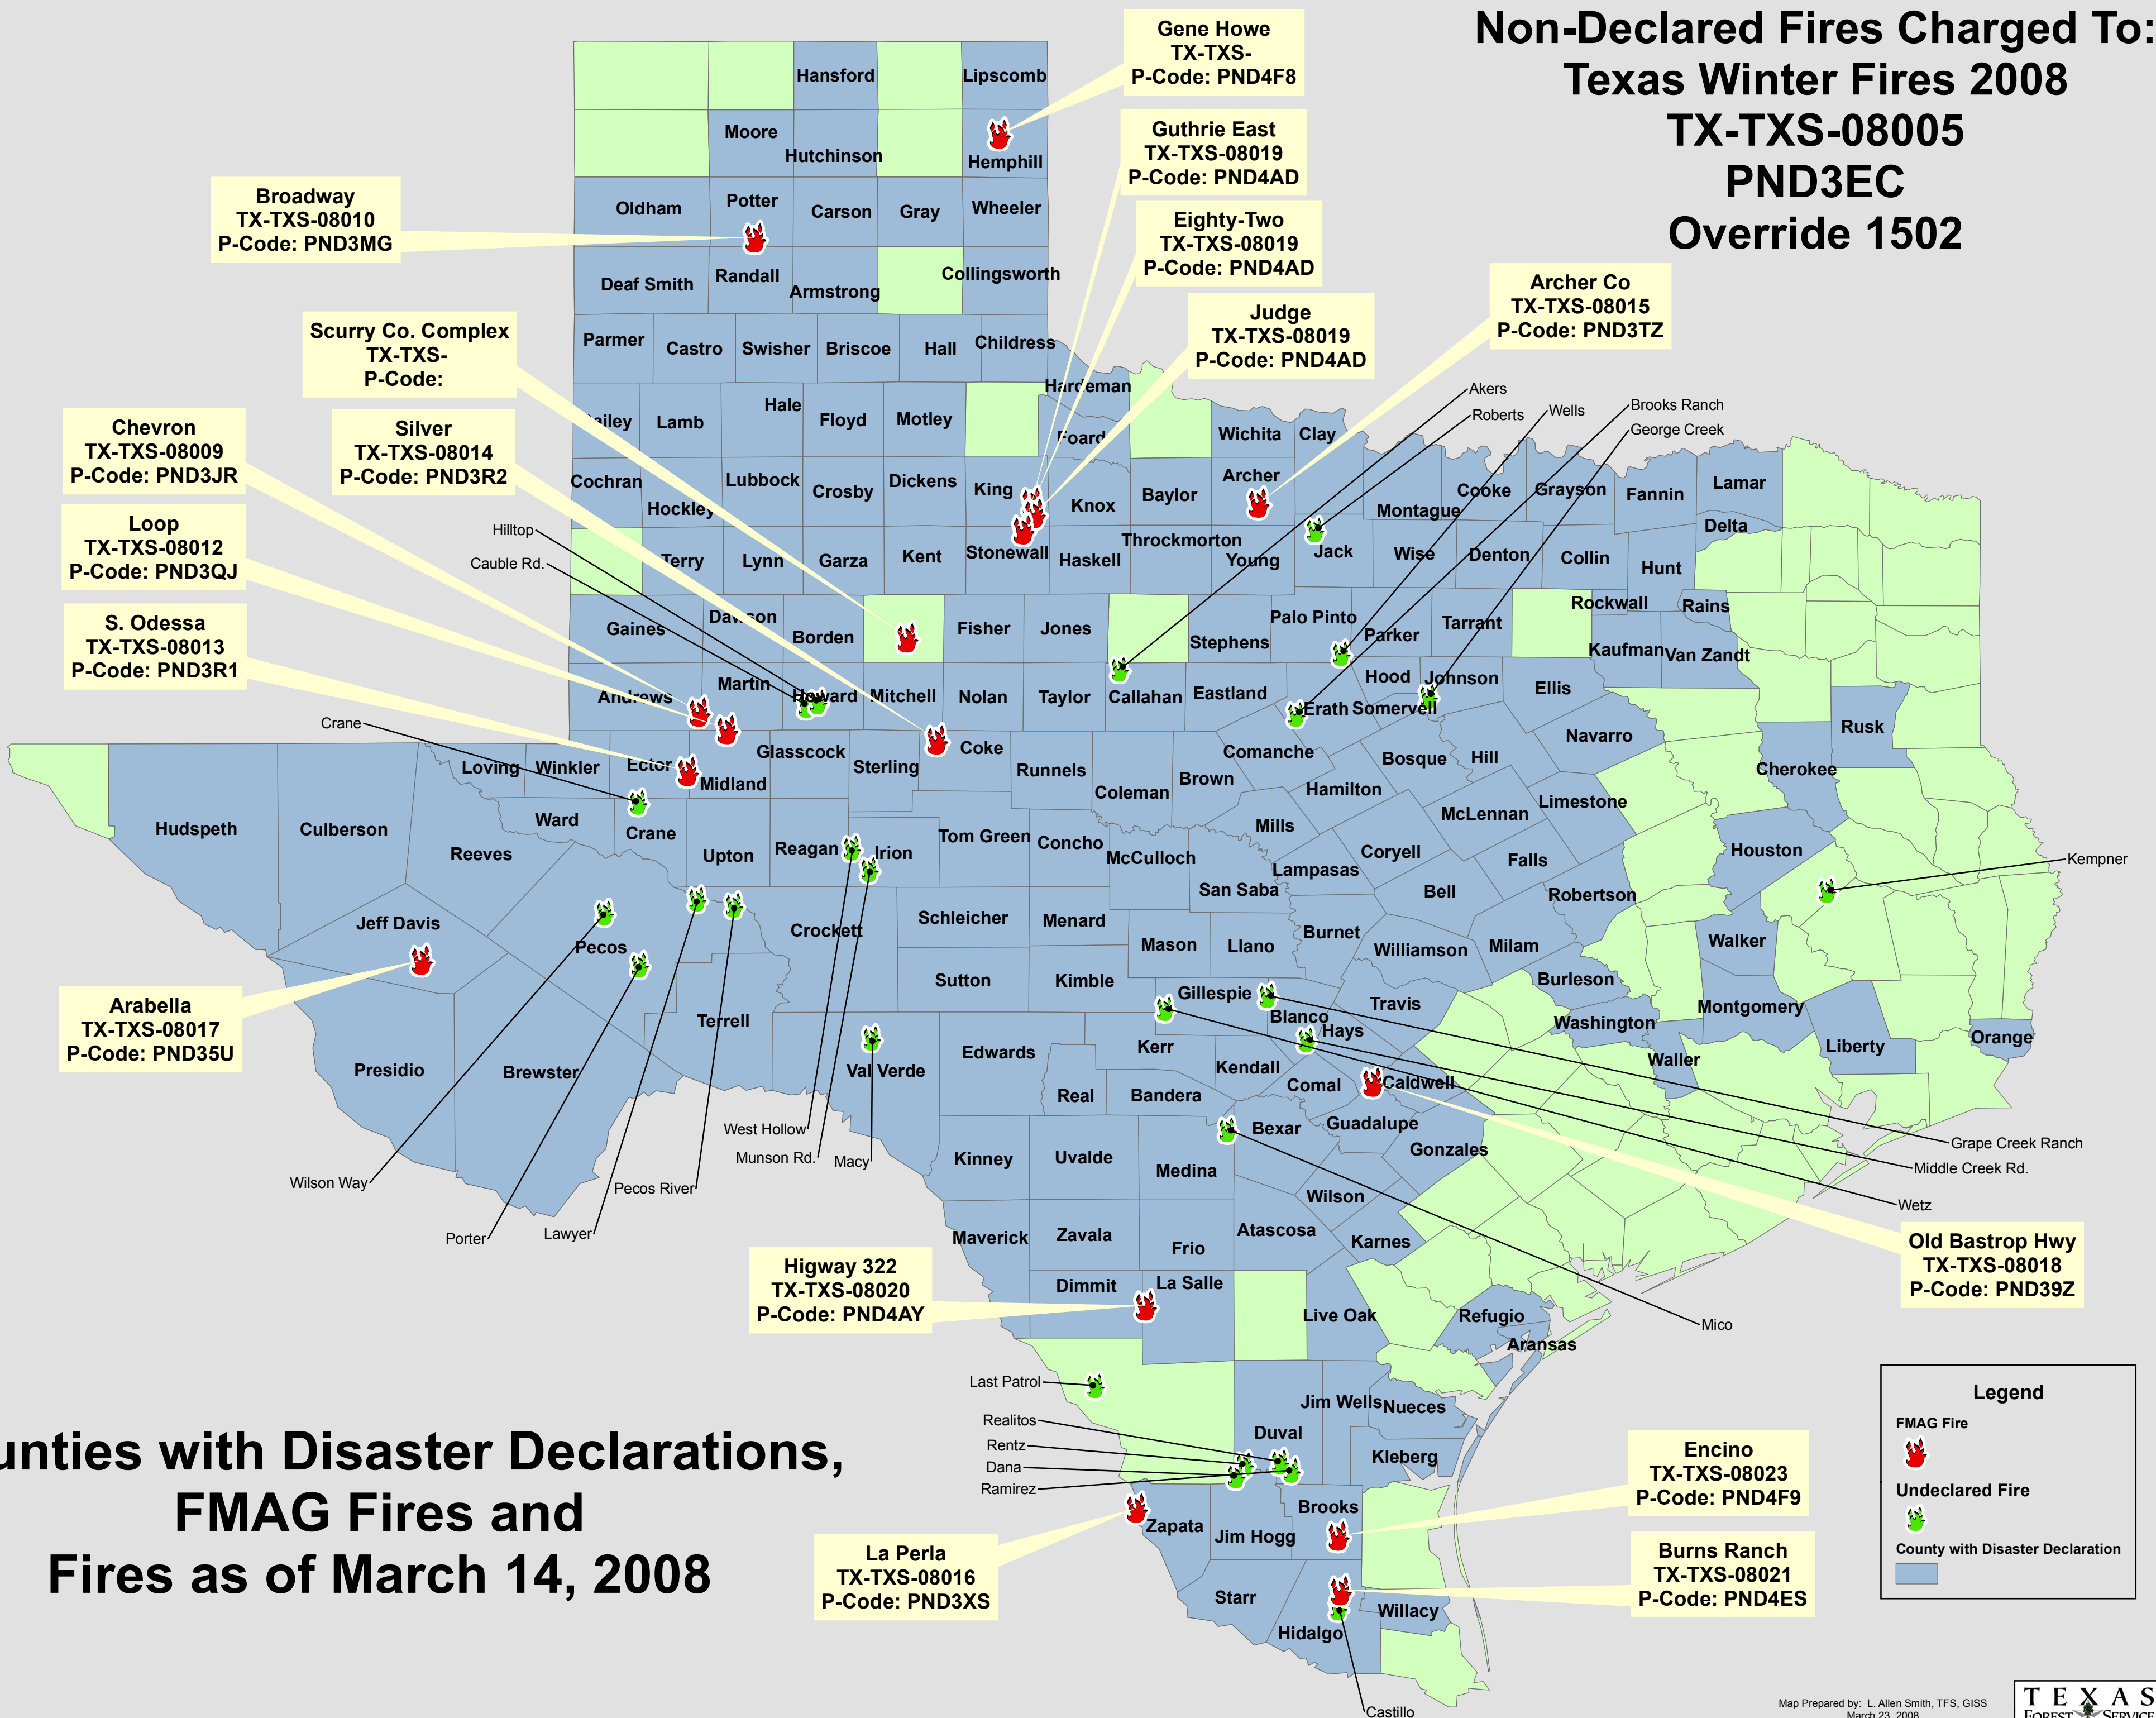 Non-Declared Fires Charged To:
Texas Winter Fires 2008
TX-TXS-08005
PND3EC
Override 1502
Gene Howe
TX-TXS-
P-Code: PND4F8
Guthrie East
TX-TXS-08019
P-Code: PND4AD
Eighty-Two
TX-TXS-08019
P-Code: PND4AD
Judge
TX-TXS-08019
P-Code: PND4AD
Archer Co
TX-TXS-08015
P-Code: PND3TZ
Broadway
TX-TXS-08010
P-Code: PND3MG
Scurry Co. Complex
TX-TXS-
P-Code:
Silver
TX-TXS-08014
P-Code: PND3R2
Chevron
TX-TXS-08009
P-Code: PND3JR
Loop
TX-TXS-08012
P-Code: PND3QJ
S. Odessa
TX-TXS-08013
P-Code: PND3R1
Arabella
TX-TXS-08017
P-Code: PND35U
Higway 322
TX-TXS-08020
P-Code: PND4AY
La Perla
TX-TXS-08016
P-Code: PND3XS
Encino
TX-TXS-08023
P-Code: PND4F9
Burns Ranch
TX-TXS-08021
P-Code: PND4ES
Old Bastrop Hwy
TX-TXS-08018
P-Code: PND39Z
Hansford
Lipscomb
Moore
Hutchinson
Hemphill
Oldham
Potter
Carson
Gray
Wheeler
Deaf Smith
Randall
Armstrong
Collingsworth
Parmer
Castro
Swisher
Briscoe
Hall
Childress
Hardeman
Lamb
Hale
Floyd
Motley
Foard
Wichita
Clay
Cochran
Hockley
Lubbock
Crosby
Dickens
King
Knox
Baylor
Archer
Montague
Cooke
Grayson
Fannin
Lamar
Delta
Terry
Lynn
Garza
Kent
Stonewall
Haskell
Throckmorton
Young
Jack
Wise
Denton
Collin
Hunt
Rockwall
Rains
Gaines
Dawson
Borden
Fisher
Jones
Stephens
Palo Pinto
Parker
Tarrant
Kaufman
Van Zandt
Andrews
Martin
Howard
Mitchell
Nolan
Taylor
Callahan
Eastland
Erath
Hood
Somervell
Johnson
Ellis
Navarro
Rusk
Cherokee
Loving
Winkler
Ector
Midland
Glasscock
Sterling
Coke
Runnels
Coleman
Brown
Comanche
Hamilton
Bosque
Hill
McLennan
Limestone
Hudspeth
Culberson
Reeves
Ward
Crane
Upton
Reagan
Irion
Tom Green
Concho
McCulloch
San Saba
Mills
Lampasas
Coryell
Bell
Falls
Robertson
Houston
Jeff Davis
Pecos
Crockett
Schleicher
Menard
Mason
Llano
Burnet
Williamson
Milam
Burleson
Walker
Montgomery
Washington
Waller
Liberty
Orange
Presidio
Brewster
Terrell
Val Verde
Sutton
Kimble
Edwards
Gillespie
Blanco
Hays
Travis
Kerr
Kendall
Comal
Caldwell
Real
Bandera
Bexar
Guadalupe
Gonzales
Kinney
Uvalde
Medina
Wilson
Maverick
Zavala
Frio
Atascosa
Karnes
Dimmit
La Salle
Live Oak
Refugio
Aransas
Duval
Jim Wells
Nueces
Kleberg
Zapata
Jim Hogg
Brooks
Starr
Hidalgo
Willacy
Akers
Roberts
Wells
Brooks Ranch
George Creek
Hilltop
Cauble Rd.
Crane
Kempner
Wilson Way
Porter
Lawyer
Pecos River
West Hollow
Munson Rd.
Macy
Grape Creek Ranch
Middle Creek Rd.
Wetz
Mico
Last Patrol
Realitos
Rentz
Dana
Ramirez
Castillo
unties with Disaster Declarations,
FMAG Fires and
Fires as of March 14, 2008
Legend
FMAG Fire
Undeclared Fire
County with Disaster Declaration
Map Prepared by: L. Allen Smith, TFS, GISS
March 23, 2008
TEXAS
FOREST SERVICE